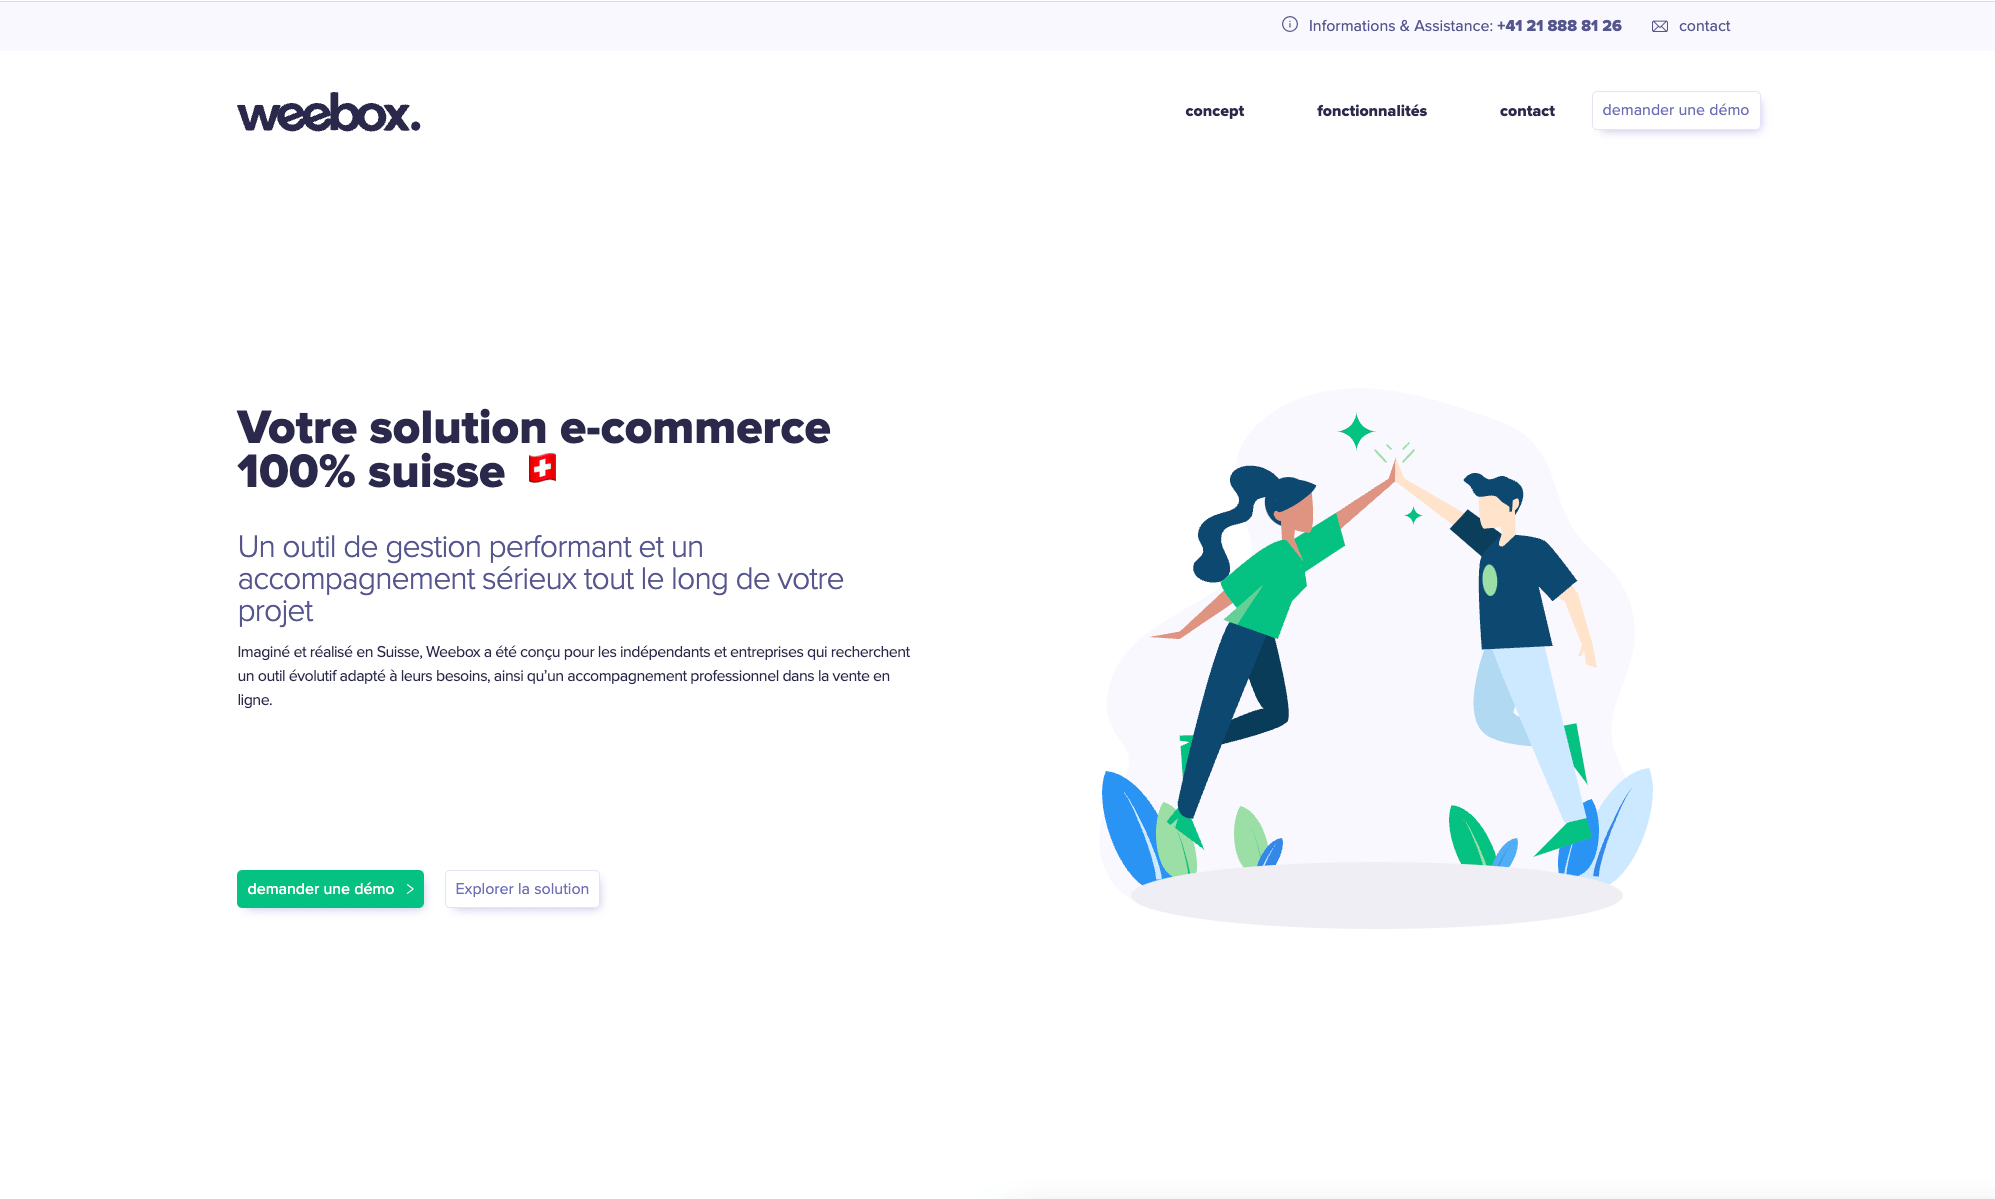 Informations & Assistance: +41 21 888 81 26 contact
weebox.
concept fonctionnalités contact demander une démo
Votre solution e-commerce
100% suisse
Un outil de gestion performant et un
accompagnement sérieux tout le long de votre
projet
Imaginé et réalisé en Suisse, Weebox a été conçu pour les indépendants et entreprises qui recherchent
un outil évolutif adapté à leurs besoins, ainsi qu'un accompagnement professionnel dans la vente en
ligne.
demander une démo > Explorer la solution